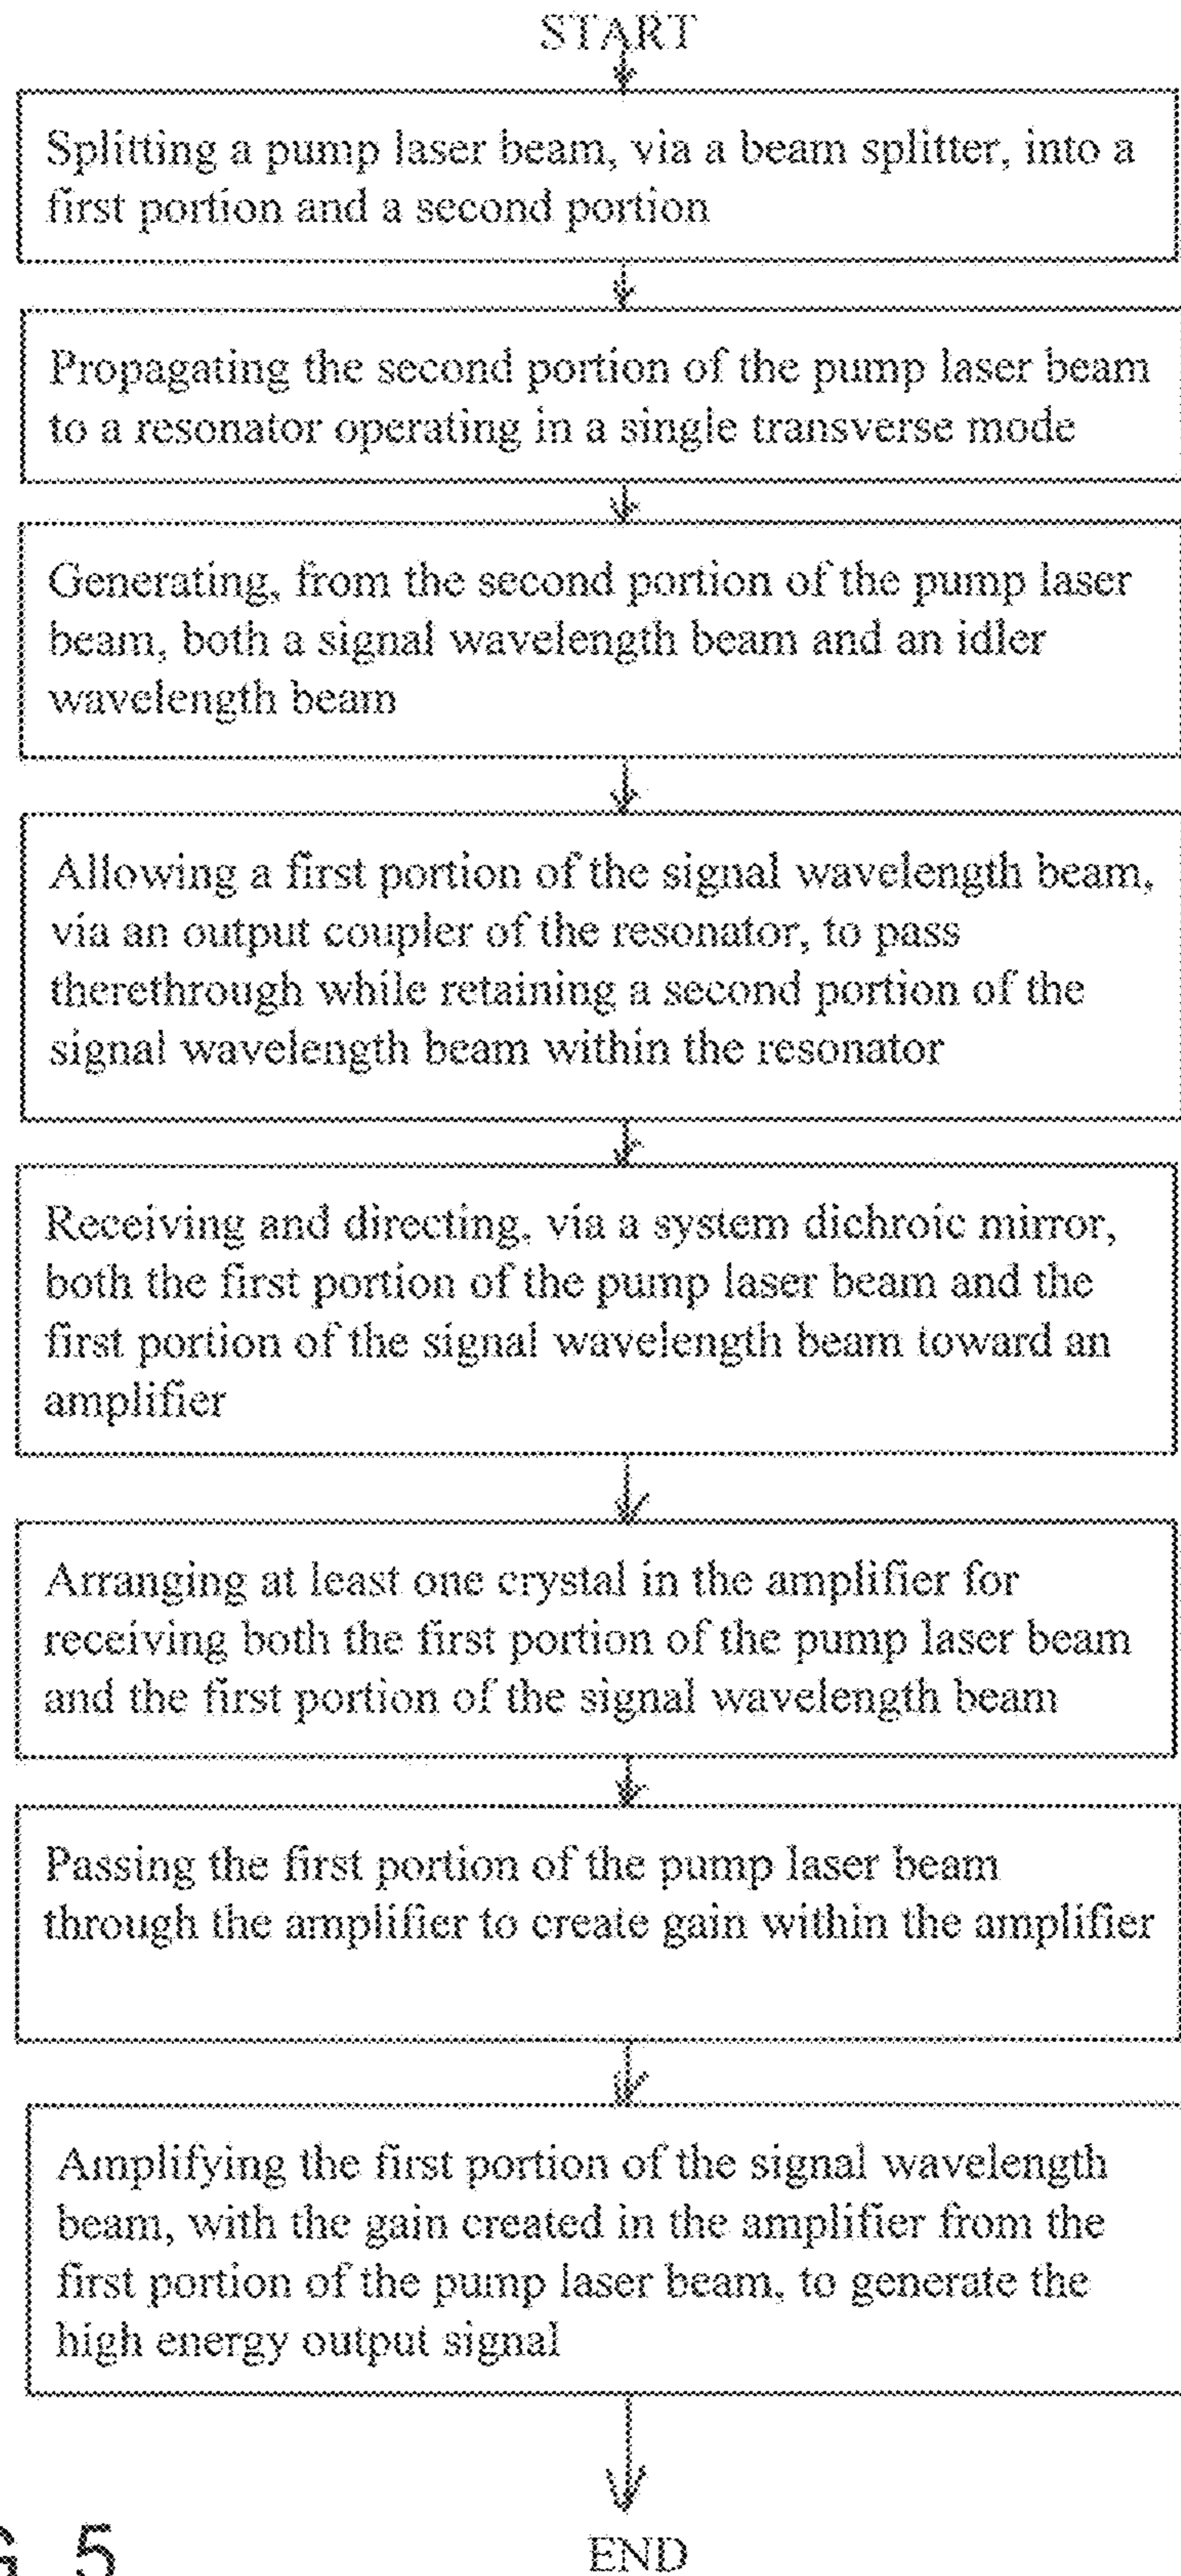 START
Splitting a pump laser beam, via a beam splitter, into a
first portion and a second portion
Propagating the second portion of the pump laser beam
to a resonator operating in a single transverse mode
Generating, from the second portion of the pump laser
beam, both a signal wavelength beam and an idler
wavelength beam
Allowing a first portion of the signal wavelength beam,
via an output coupler of the resonator, to pass
therethrough while retaining a second portion of the
signal wavelength beam within the resonator
Receiving and directing, via a system dichroic mirror,
both the first portion of the pump laser beam and the
first portion of the signal wavelength beam toward an
amplifier
Arranging at least one crystal in the amplifier for
receiving both the first portion of the pump laser beam
and the first portion of the signal wavelength beam
Passing the first portion of the pump laser beam
through the amplifier to create gain within the amplifier
Amplifying the first portion of the signal wavelength
beam, with the gain created in the amplifier from the
first portion of the pump laser beam, to generate the
high energy output signal
END
G 5